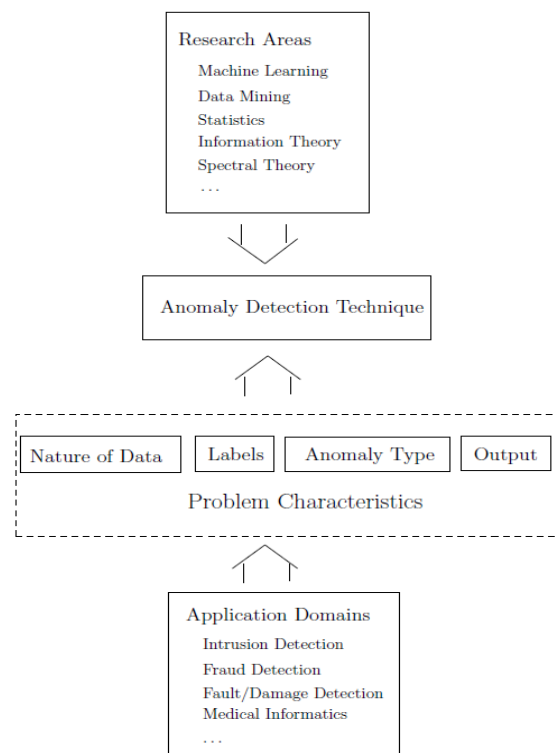 Research Areas
Machine Learning
Data Mining
Statistics
Information Theory
Spectral Theory
...
Anomaly Detection Technique
Nature of Data
Labels
Anomaly Type
Output
Problem Characteristics
Application Domains
Intrusion Detection
Fraud Detection
Fault/Damage Detection
Medical Informatics
...